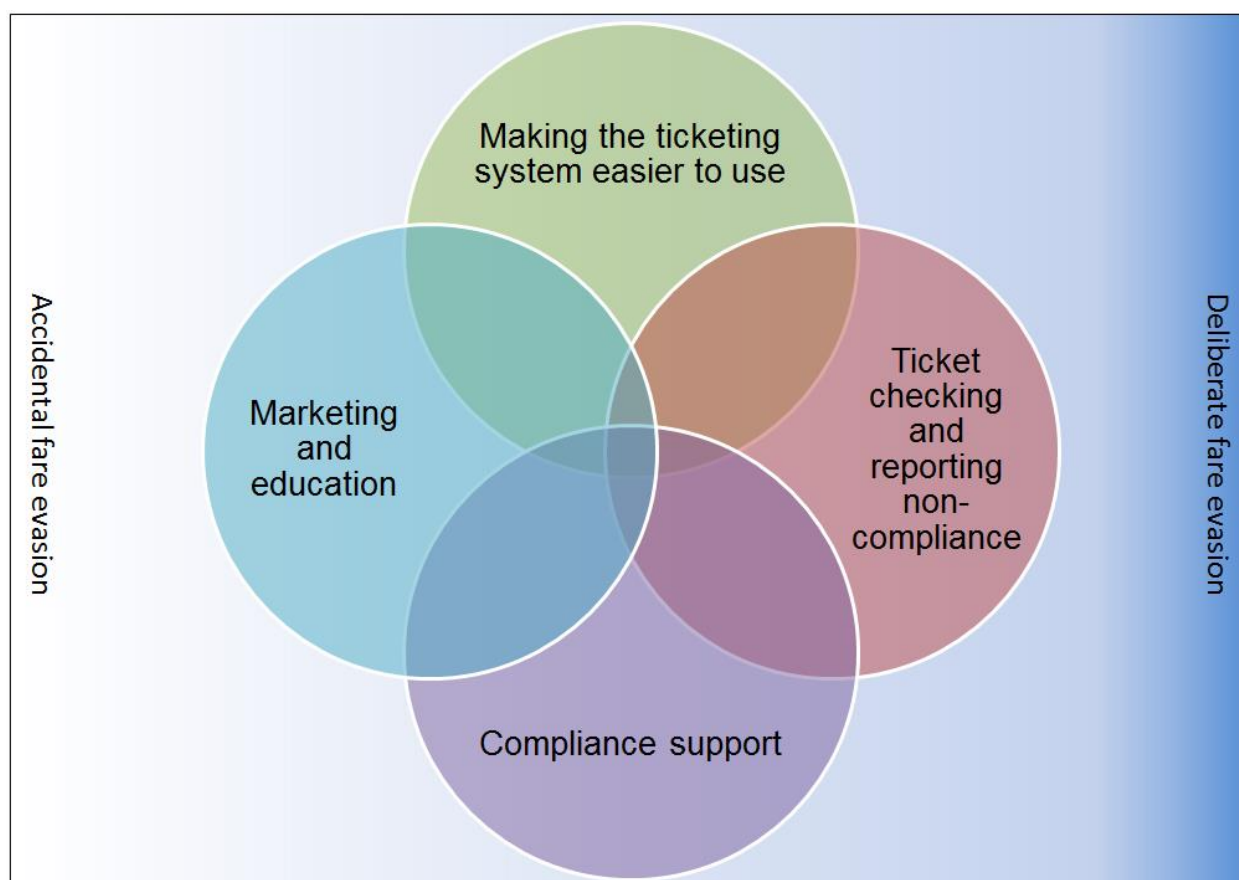 Making the ticketing
system easier to use
Accidental fare evasion
Marketing
and
education
Ticket
checking
and
reporting
non-
compliance
Deliberate fare evasion
Compliance support